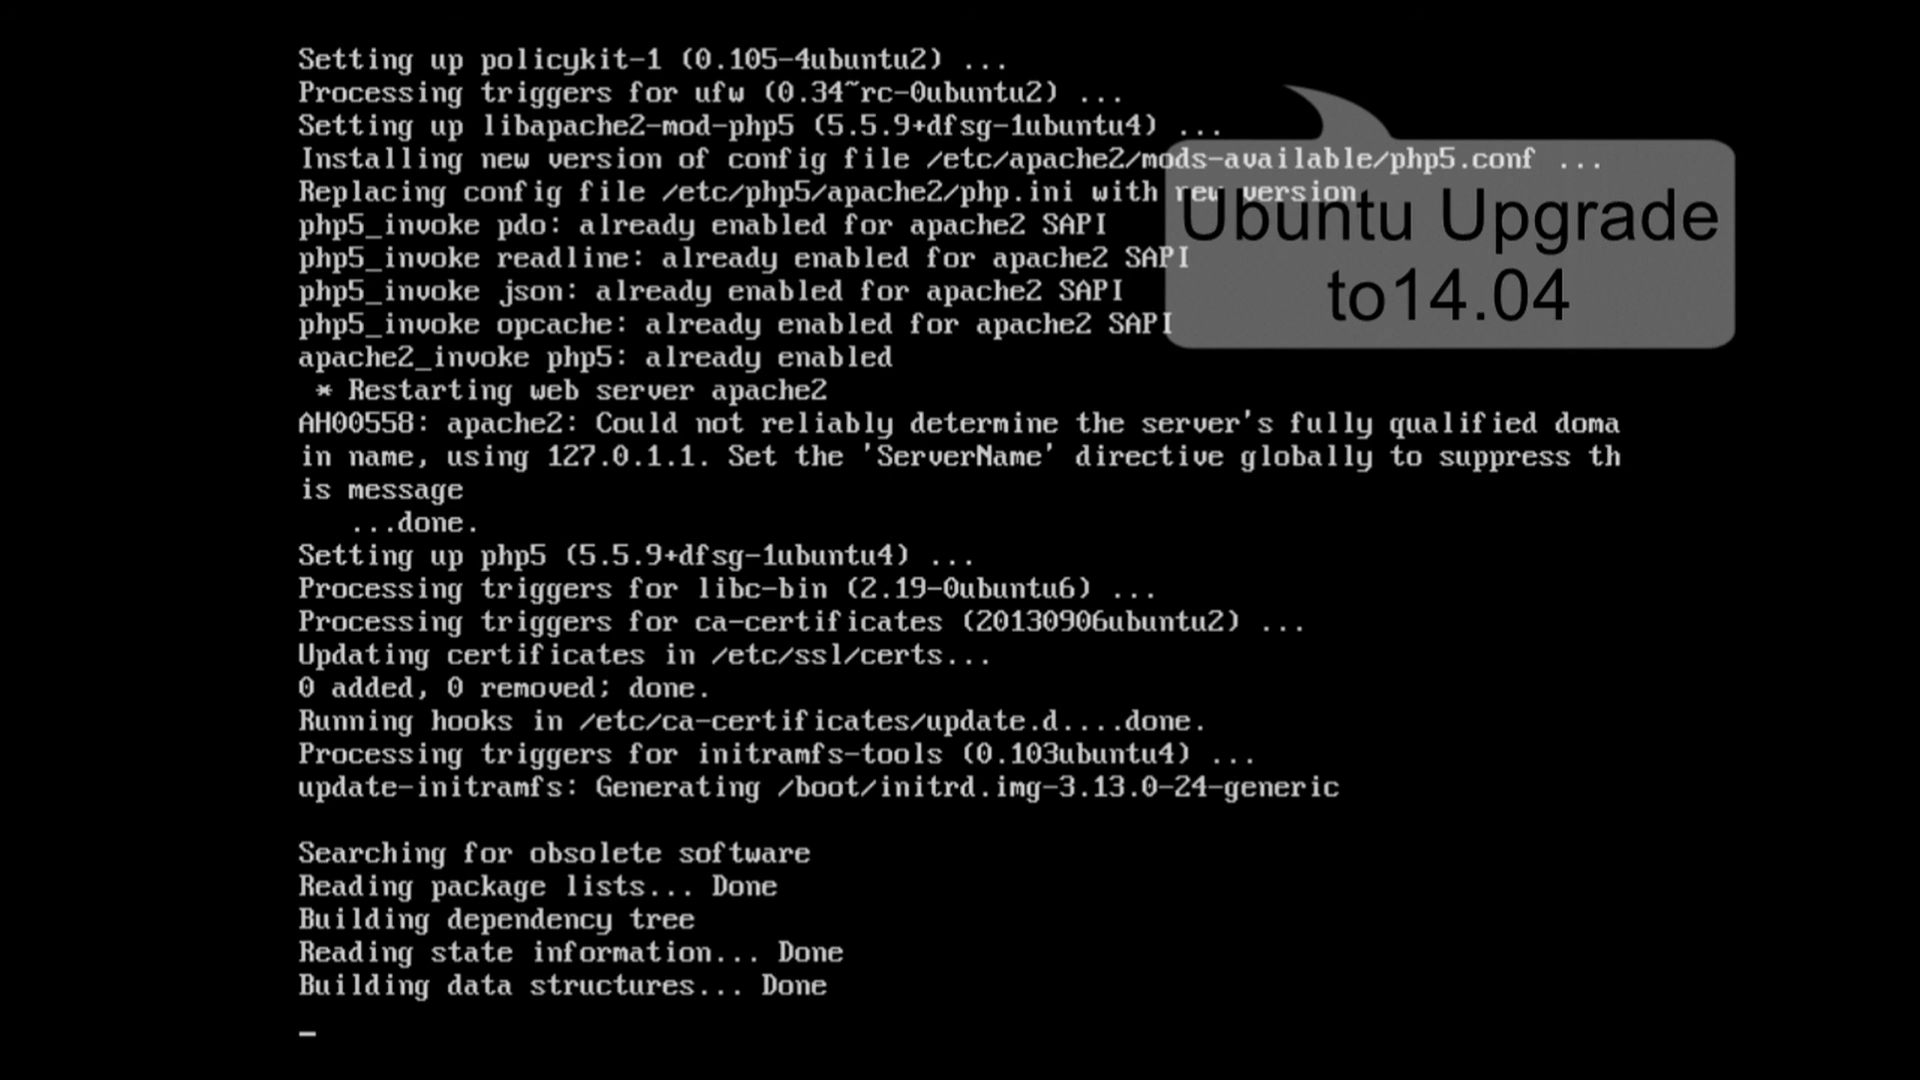 Setting up policykit-1 (0.105-4ubuntu2) ...
Processing triggers for ufw (0.34~rc-0ubuntu2) ...
Setting up libapache2-mod-php5 (5.5.9+dfsg-1ubuntu4) ...
Installing new version of config file /etc/apache2/mods-available/php5.conf ...
Replacing config file /etc/php5/apache2/php.ini with new version
php5_invoke pdo: already enabled for apache2 SAPI
php5_invoke readline: already enabled for apache2 SAPI
php5_invoke json: already enabled for apache2 SAPI
php5_invoke opcache: already enabled for apache2 SAPI
apache2_invoke php5: already enabled
 * Restarting web server apache2
AH00558: apache2: Could not reliably determine the server's fully qualified doma
in name, using 127.0.1.1. Set the 'ServerName' directive globally to suppress th
is message
   ...done.
Setting up php5 (5.5.9+dfsg-1ubuntu4) ...
Processing triggers for libc-bin (2.19-0ubuntu6) ...
Processing triggers for ca-certificates (20130906ubuntu2) ...
Updating certificates in /etc/ssl/certs...
0 added, 0 removed; done.
Running hooks in /etc/ca-certificates/update.d....done.
Processing triggers for initramfs-tools (0.103ubuntu4) ...
update-initramfs: Generating /boot/initrd.img-3.13.0-24-generic
Searching for obsolete software
Reading package lists... Done
Building dependency tree
Reading state information... Done
Building data structures... Done
_
Ubuntu Upgrade
to14.04